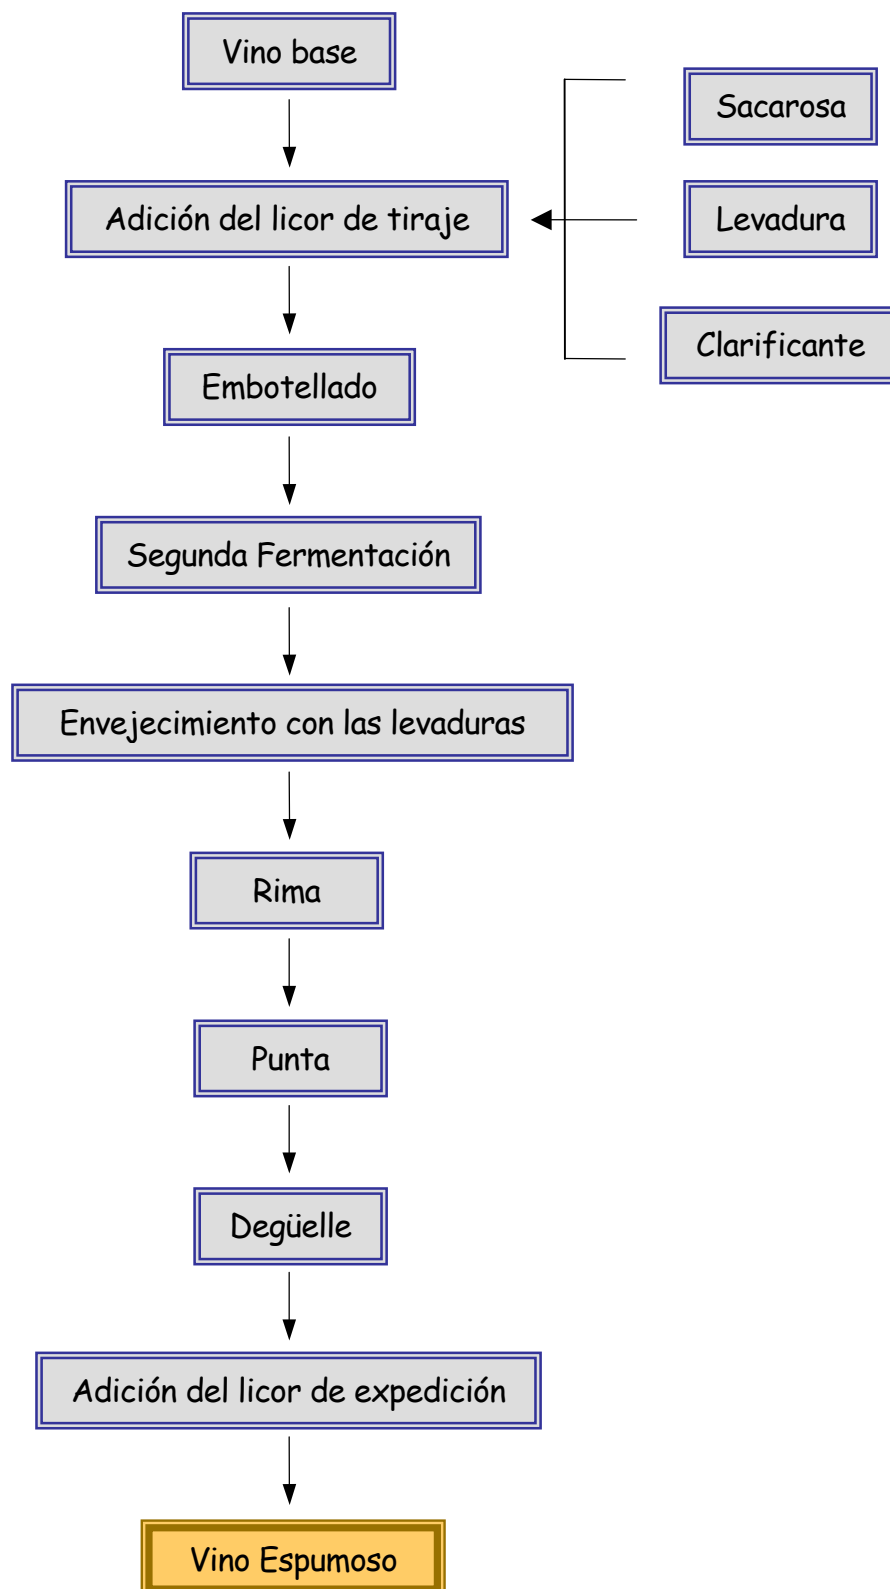 Vino base
Sacarosa
Adición del licor de tiraje
Levadura
Clarificante
Embotellado
Segunda Fermentación
Envejecimiento con las levaduras
Rima
Punta
Degüelle
Adición del licor de expedición
Vino Espumoso